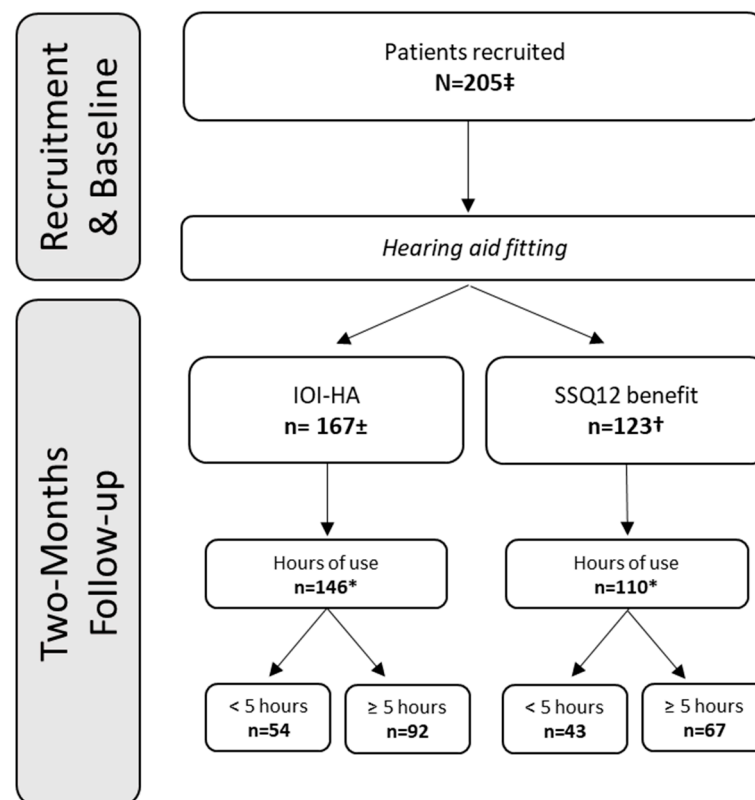 Recruitment
& Baseline
Patients recruited
N=205‡
Hearing aid fitting
Two-Months
Follow-up
IOI-HA
n= 167±
SSQ12 benefit
n=123†
Hours of use
n=146*
Hours of use
n=110*
< 5 hours
n=54
≥ 5 hours
n=92
< 5 hours
n=43
≥ 5 hours
n=67